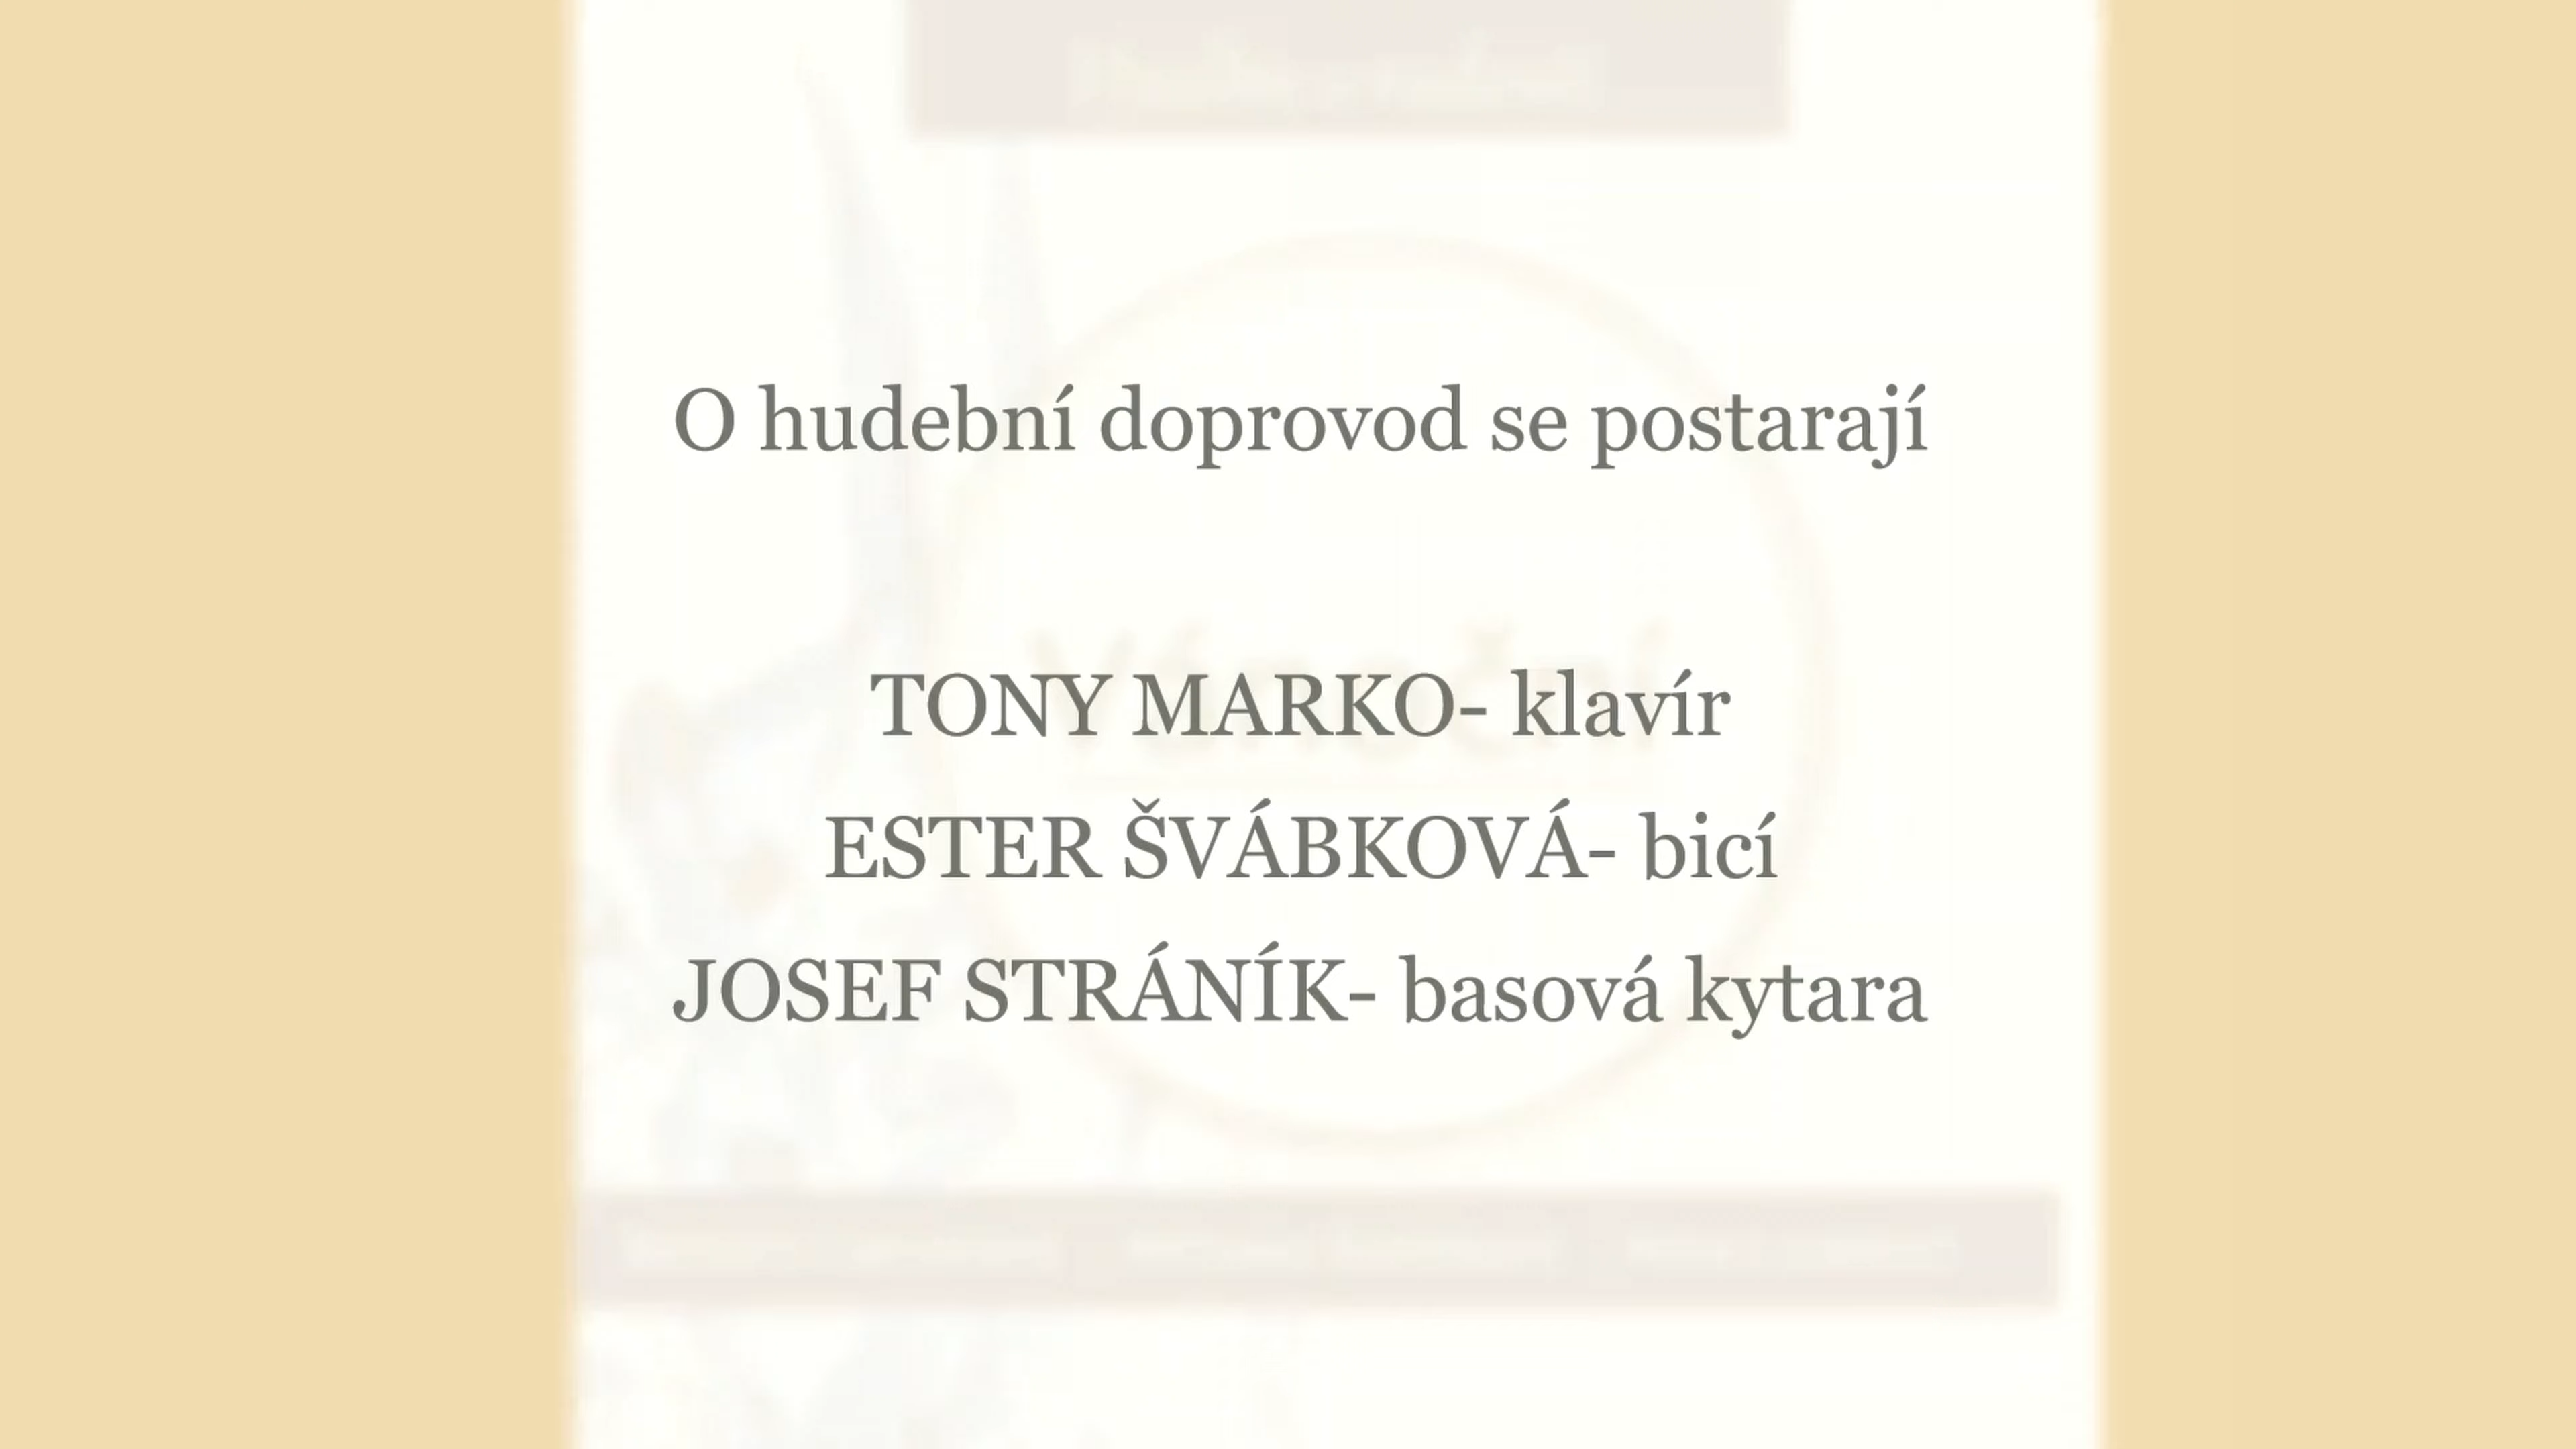 O hudební doprovod se postarají
TONY MARKO- klavír
ESTER ŠVÁBKOVÁ- bicí
JOSEF STRÁNÍK- basová kytara